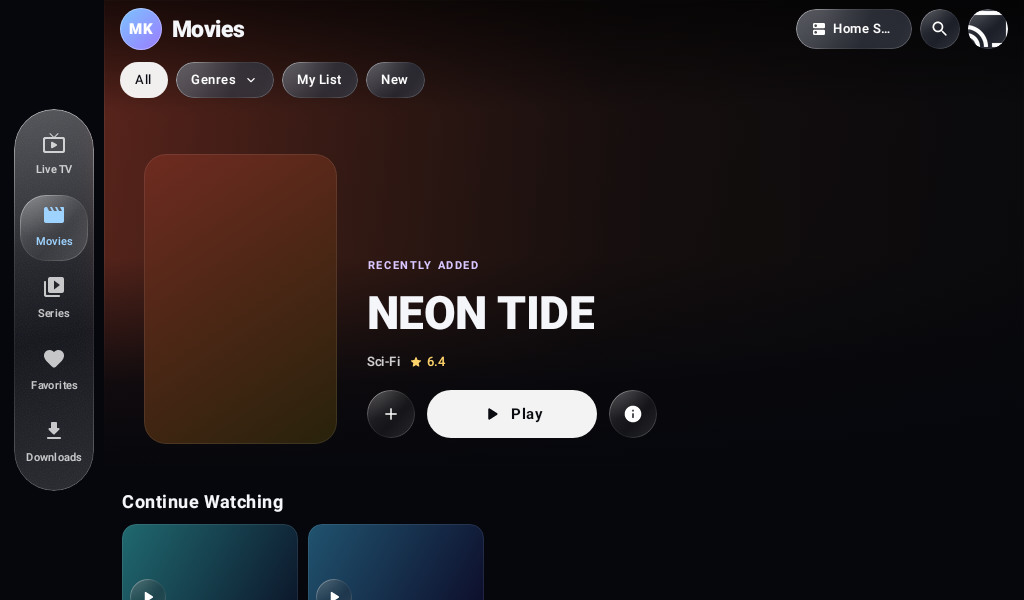 MK Movies
Home S...
All
Genres
My List
New
Live TV
Movies
Series
Favorites
Downloads
RECENTLY ADDED
NEON TIDE
Sci-Fi 6.4
Play
Continue Watching